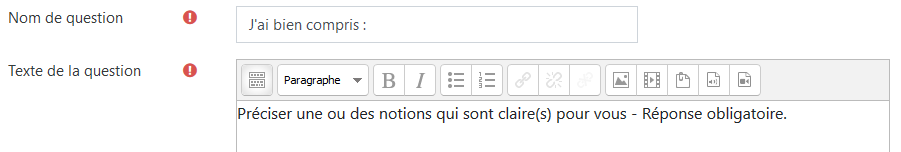 Nom de question
J'ai bien compris :
Texte de la question
Paragraphe
B I
Préciser une ou des notions qui sont claire(s) pour vous - Réponse obligatoire.